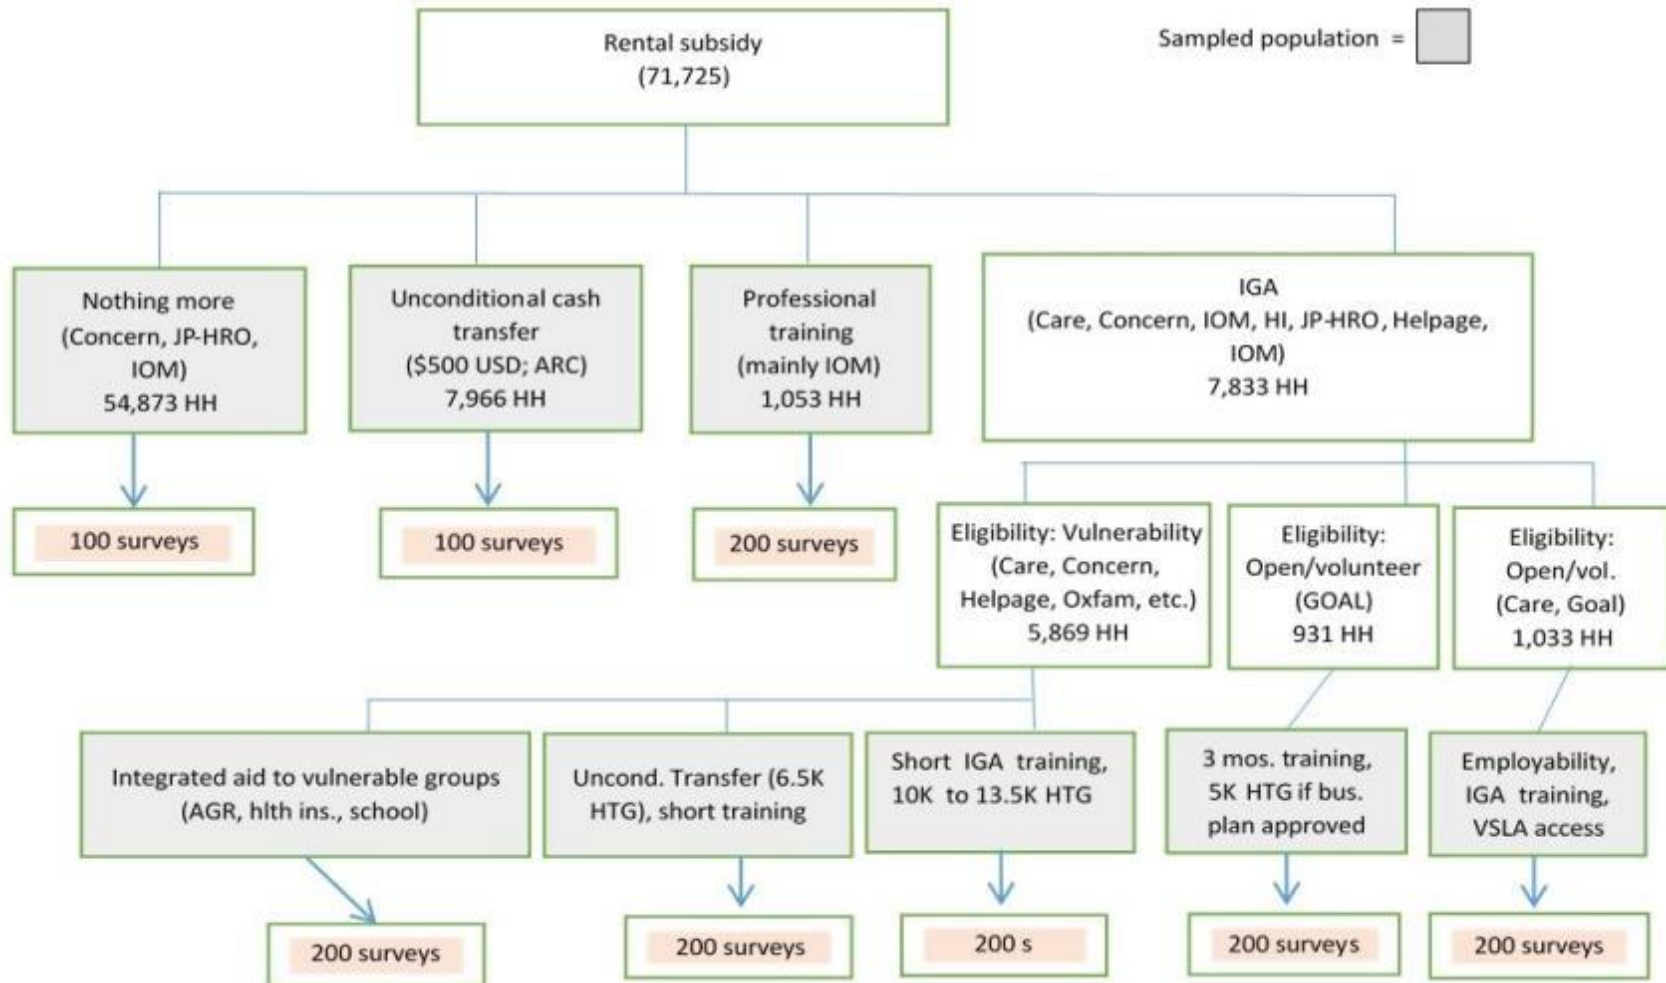 Rental subsidy
(71,725)
Sampled population =
Nothing more
(Concern, JP-HRO,
IOM)
54,873 HH
Unconditional cash
transfer
($500 USD; ARC)
7,966 HH
Professional
training
(mainly IOM)
1,053 HH
IGA
(Care, Concern, IOM, HI, JP-HRO, Helpage,
IOM)
7,833 HH
100 surveys
100 surveys
200 surveys
Eligibility: Vulnerability
(Care, Concern,
Helpage, Oxfam, etc.)
5,869 HH
Eligibility:
Open/volunteer
(GOAL)
931 HH
Eligibility:
Open/vol.
(Care, Goal)
1,033 HH
Integrated aid to vulnerable groups
(AGR, hlth ins., school)
Uncond. Transfer (6.5K
HTG), short training
Short IGA training,
10K to 13.5K HTG
3 mos. training,
5K HTG if bus.
plan approved
Employability,
IGA training,
VSLA access
200 surveys
200 surveys
200 s
200 surveys
200 surveys